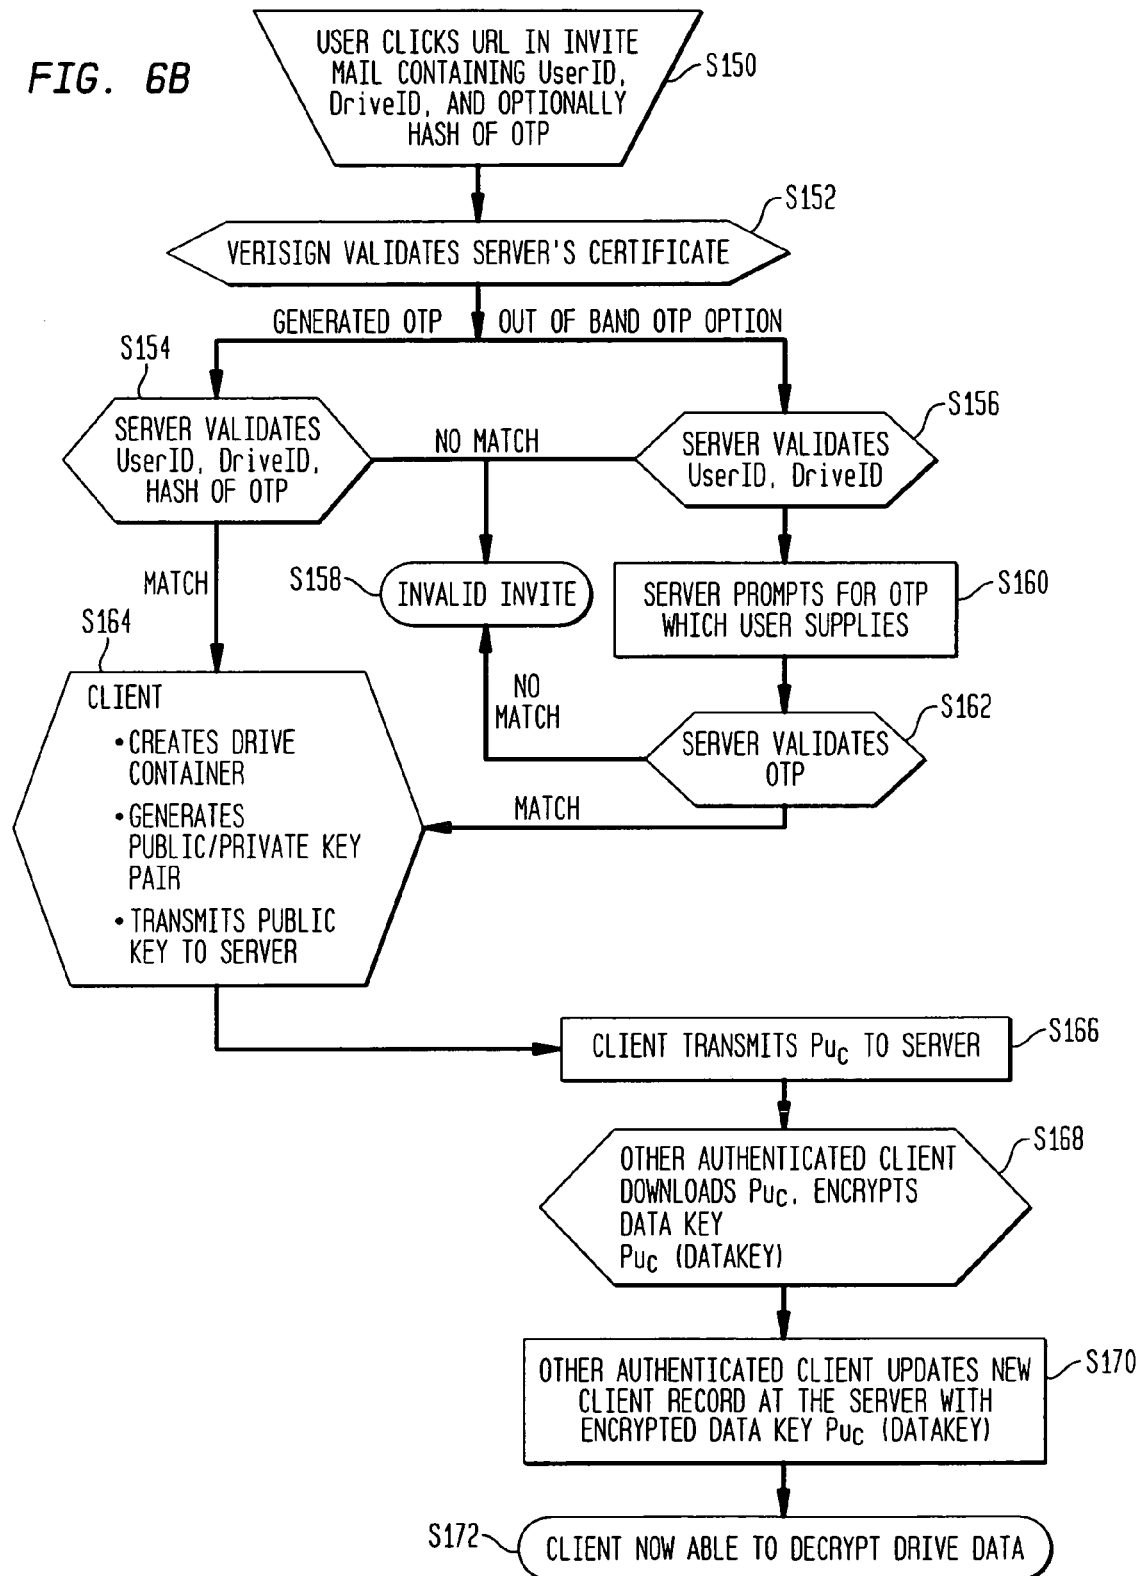 FIG. 6B
USER CLICKS URL IN INVITE
MAIL CONTAINING UserID,
DriveID, AND OPTIONALLY
HASH OF OTP
S150
S152
VERISIGN VALIDATES SERVER'S CERTIFICATE
GENERATED OTP
OUT OF BAND OTP OPTION
S154
SERVER VALIDATES
UserID, DriveID,
HASH OF OTP
NO MATCH
S156
SERVER VALIDATES
UserID, DriveID
MATCH
S158
INVALID INVITE
S160
SERVER PROMPTS FOR OTP
WHICH USER SUPPLIES
NO
MATCH
S162
SERVER VALIDATES
OTP
MATCH
S164
CLIENT
• CREATES DRIVE
CONTAINER
• GENERATES
PUBLIC/PRIVATE KEY
PAIR
• TRANSMITS PUBLIC
KEY TO SERVER
CLIENT TRANSMITS PuC TO SERVER
S166
S168
OTHER AUTHENTICATED CLIENT
DOWNLOADS PuC, ENCRYPTS
DATA KEY
PuC (DATAKEY)
OTHER AUTHENTICATED CLIENT UPDATES NEW
CLIENT RECORD AT THE SERVER WITH
ENCRYPTED DATA KEY PuC (DATAKEY)
S170
S172
CLIENT NOW ABLE TO DECRYPT DRIVE DATA